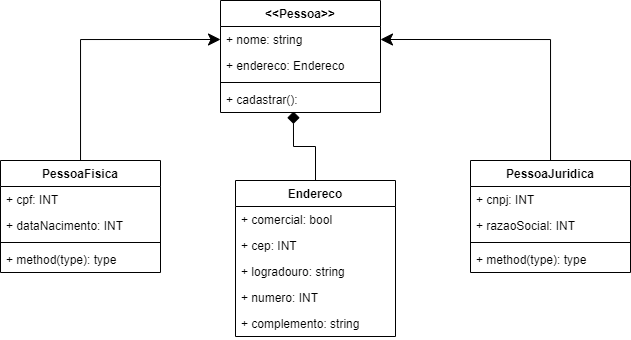 <<Pessoa>>
+ nome: string
+ endereco: Endereco
+ cadastrar():
PessoaFisica
+ cpf: INT
+ dataNacimento: INT
+ method(type): type
Endereco
+ comercial: bool
+ cep: INT
+ logradouro: string
+ numero: INT
+ complemento: string
PessoaJuridica
+ cnpj: INT
+ razaoSocial: INT
+ method(type): type